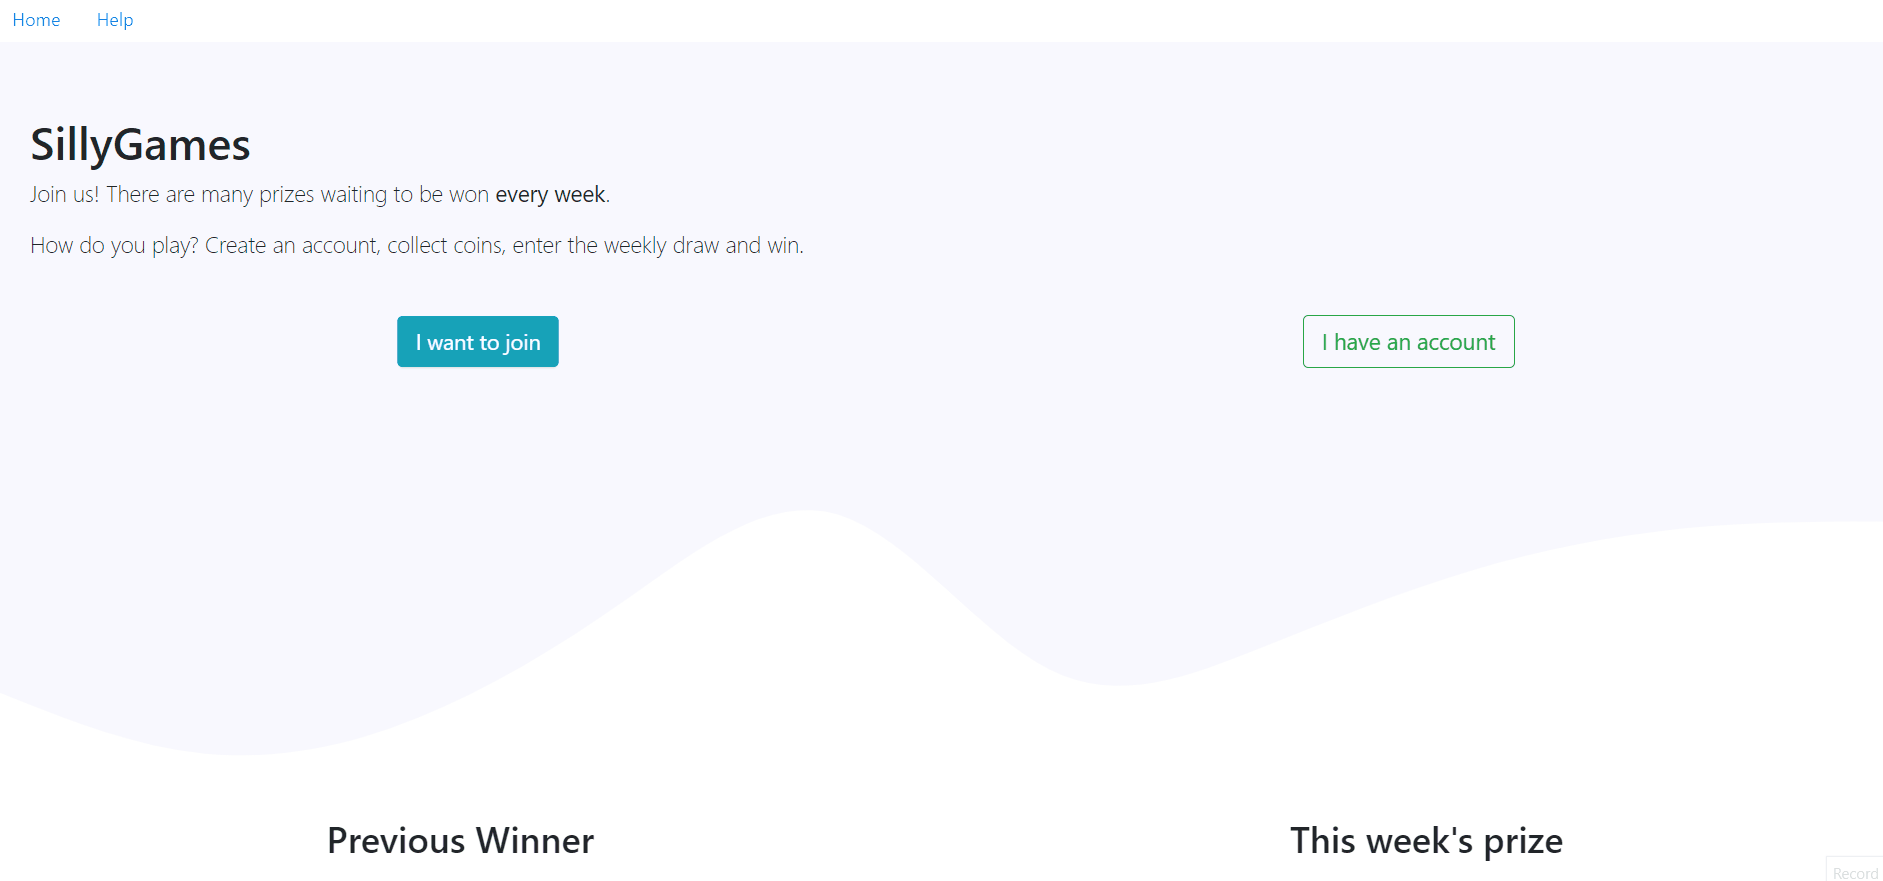 Home Help
SillyGames
Join us! There are many prizes waiting to be won every week.
How do you play? Create an account, collect coins, enter the weekly draw and win.
I want to join
I have an account
Previous Winner
This week's prize
Record